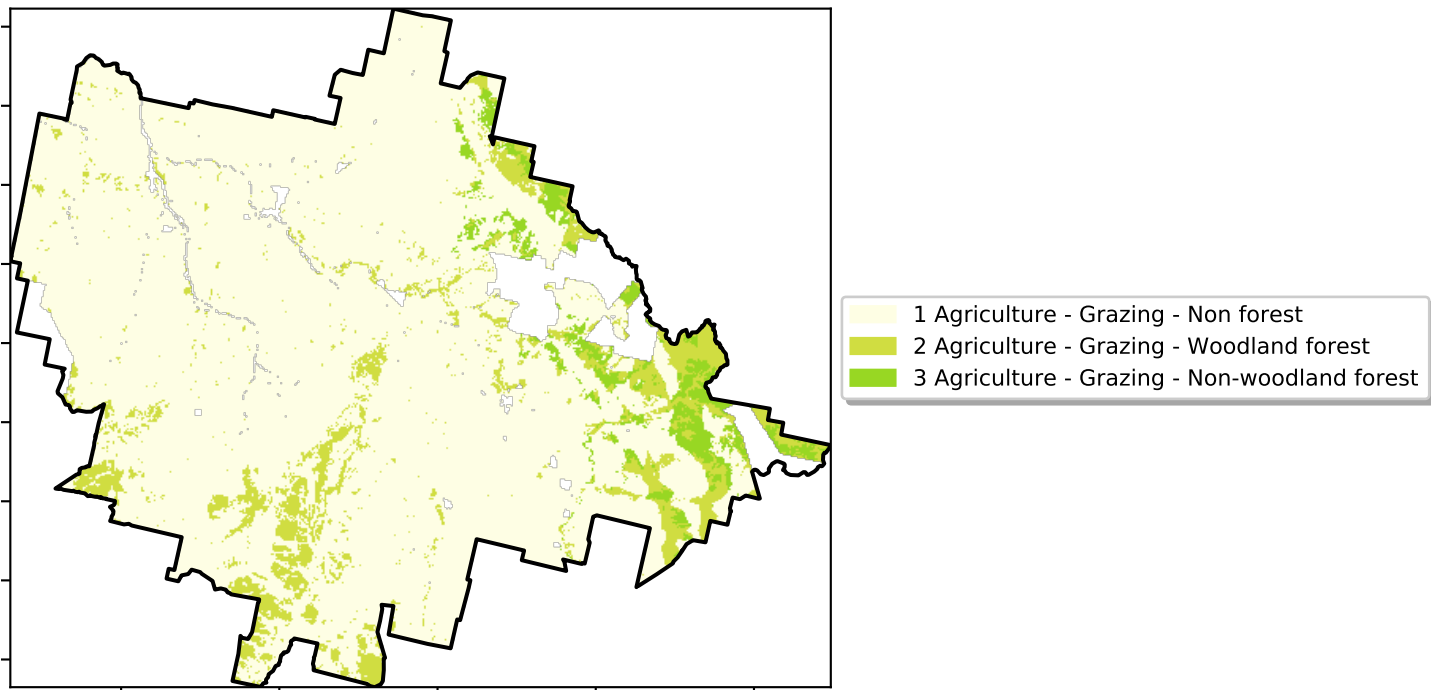 1 Agriculture - Grazing - Non forest
2 Agriculture - Grazing - Woodland forest
3 Agriculture - Grazing - Non-woodland forest